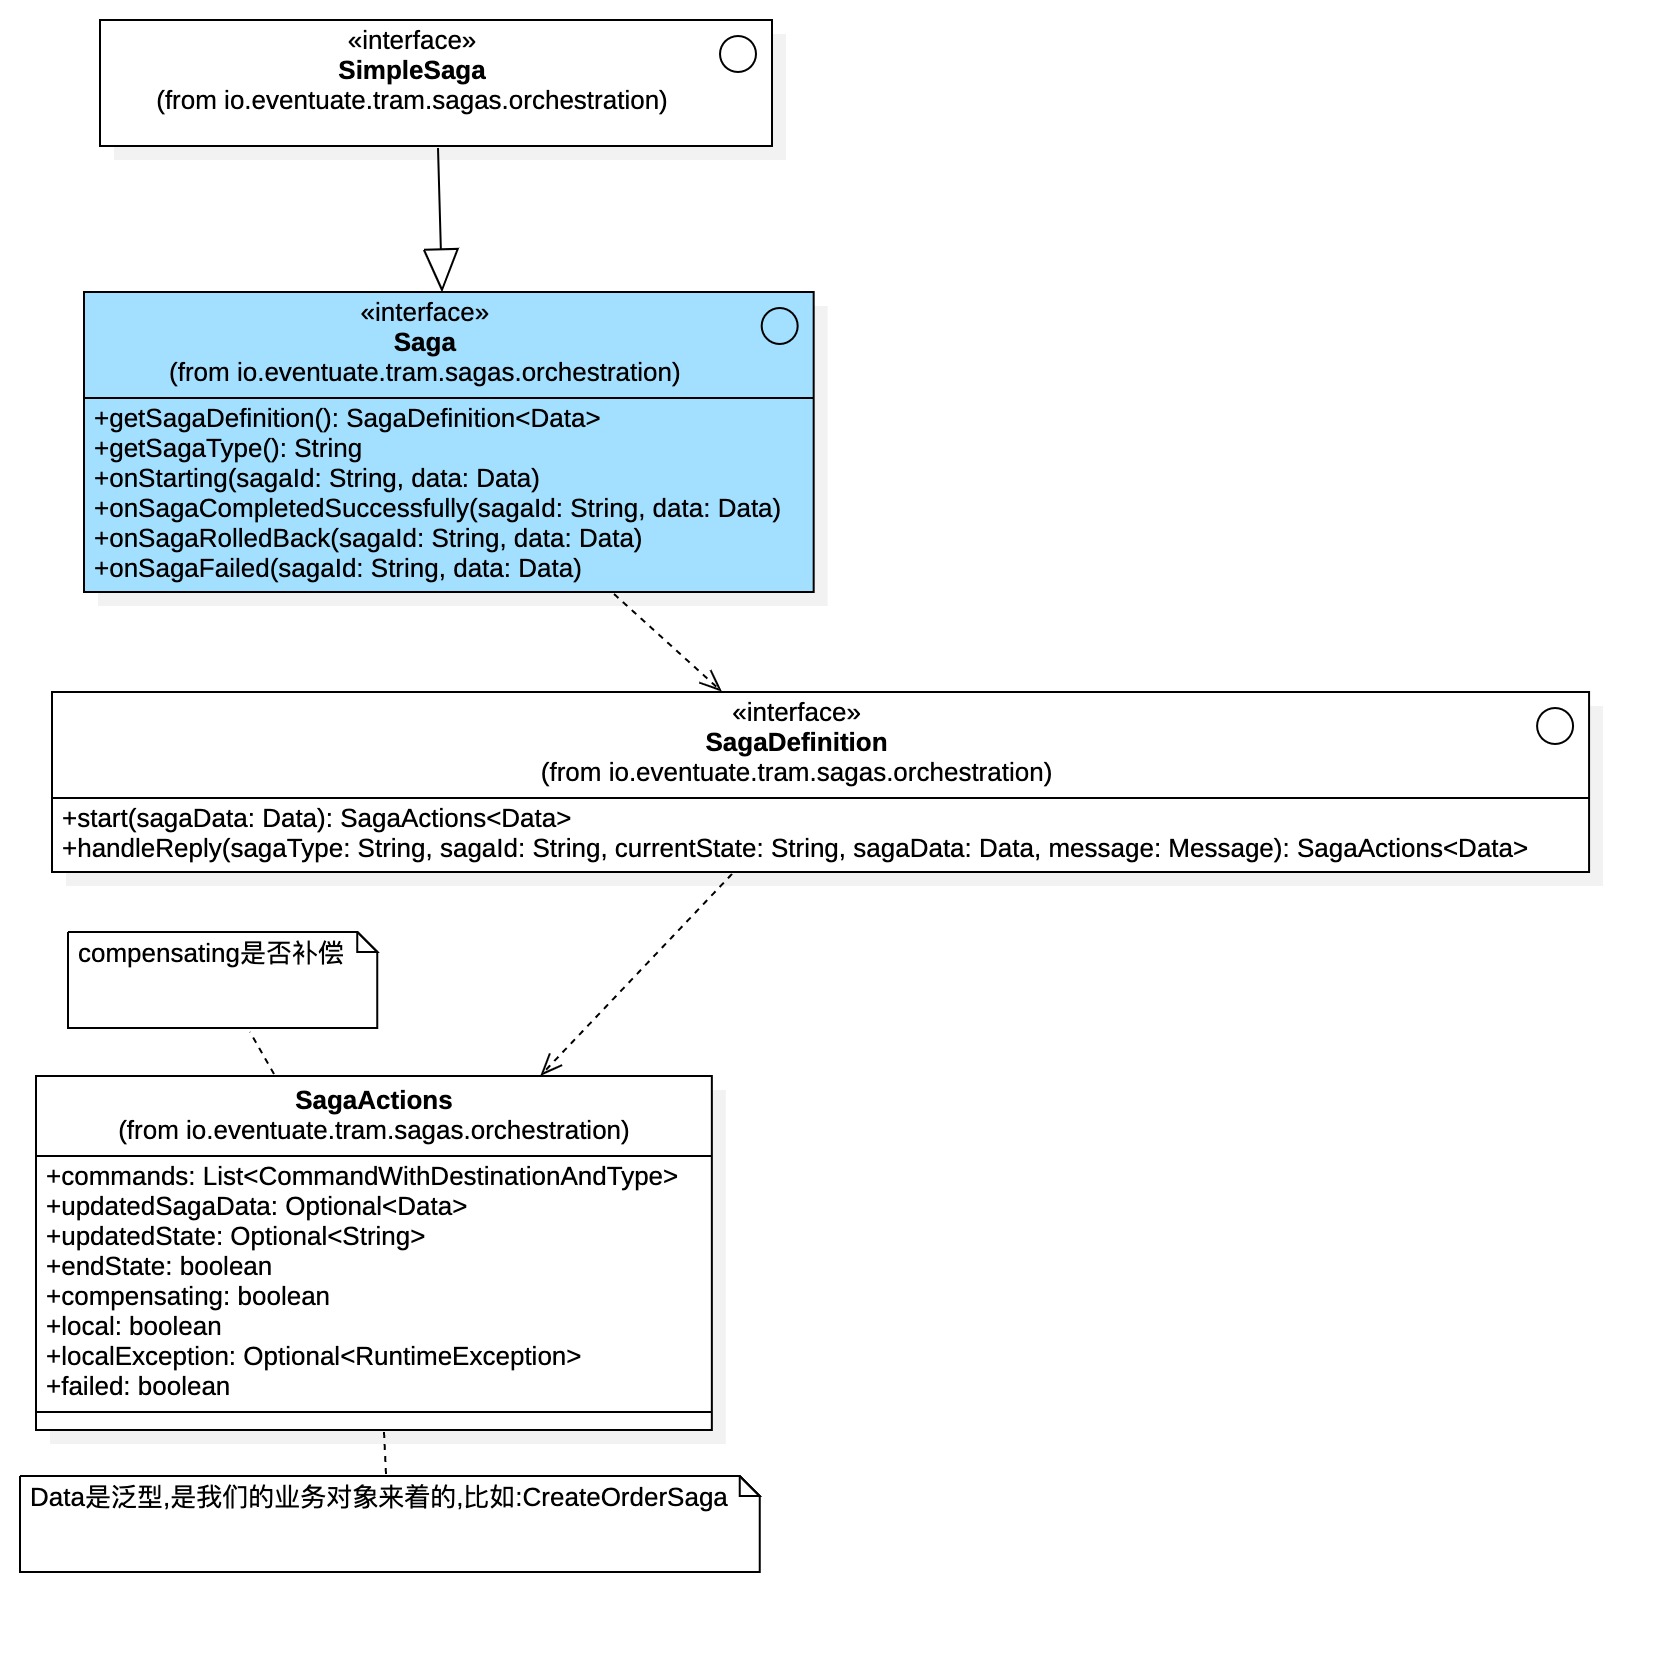 «interface»
SimpleSaga
(from io.eventuate.tram.sagas.orchestration)
«interface»
Saga
(from io.eventuate.tram.sagas.orchestration)
+getSagaDefinition(): SagaDefinition<Data>
+getSagaType(): String
+onStarting(sagaId: String, data: Data)
+onSagaCompletedSuccessfully(sagaId: String, data: Data)
+onSagaRolledBack(sagaId: String, data: Data)
+onSagaFailed(sagaId: String, data: Data)
«interface»
SagaDefinition
(from io.eventuate.tram.sagas.orchestration)
+start(sagaData: Data): SagaActions<Data>
+handleReply(sagaType: String, sagaId: String, currentState: String, sagaData: Data, message: Message): SagaActions<Data>
compensating是否补偿
SagaActions
(from io.eventuate.tram.sagas.orchestration)
+commands: List<CommandWithDestinationAndType>
+updatedSagaData: Optional<Data>
+updatedState: Optional<String>
+endState: boolean
+compensating: boolean
+local: boolean
+localException: Optional<RuntimeException>
+failed: boolean
Data是泛型,是我们的业务对象来着的,比如:CreateOrderSaga